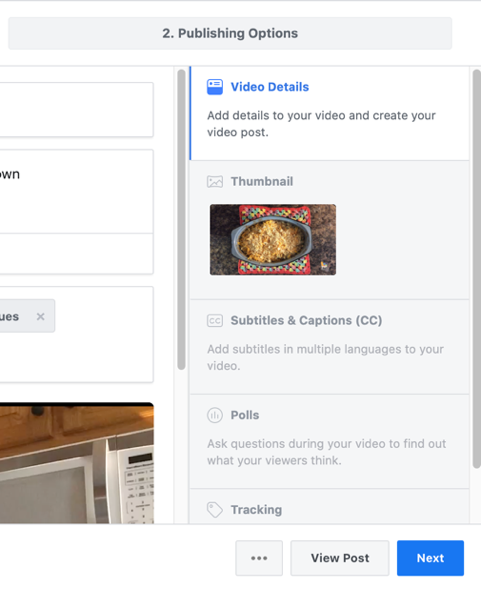 2. Publishing Options
own
ues ×
Video Details
Add details to your video and create your
video post.
Thumbnail
CC Subtitles & Captions (CC)
Add subtitles in multiple languages to your
video.
Polls
Ask questions during your video to find out
what your viewers think.
Tracking
••• View Post Next